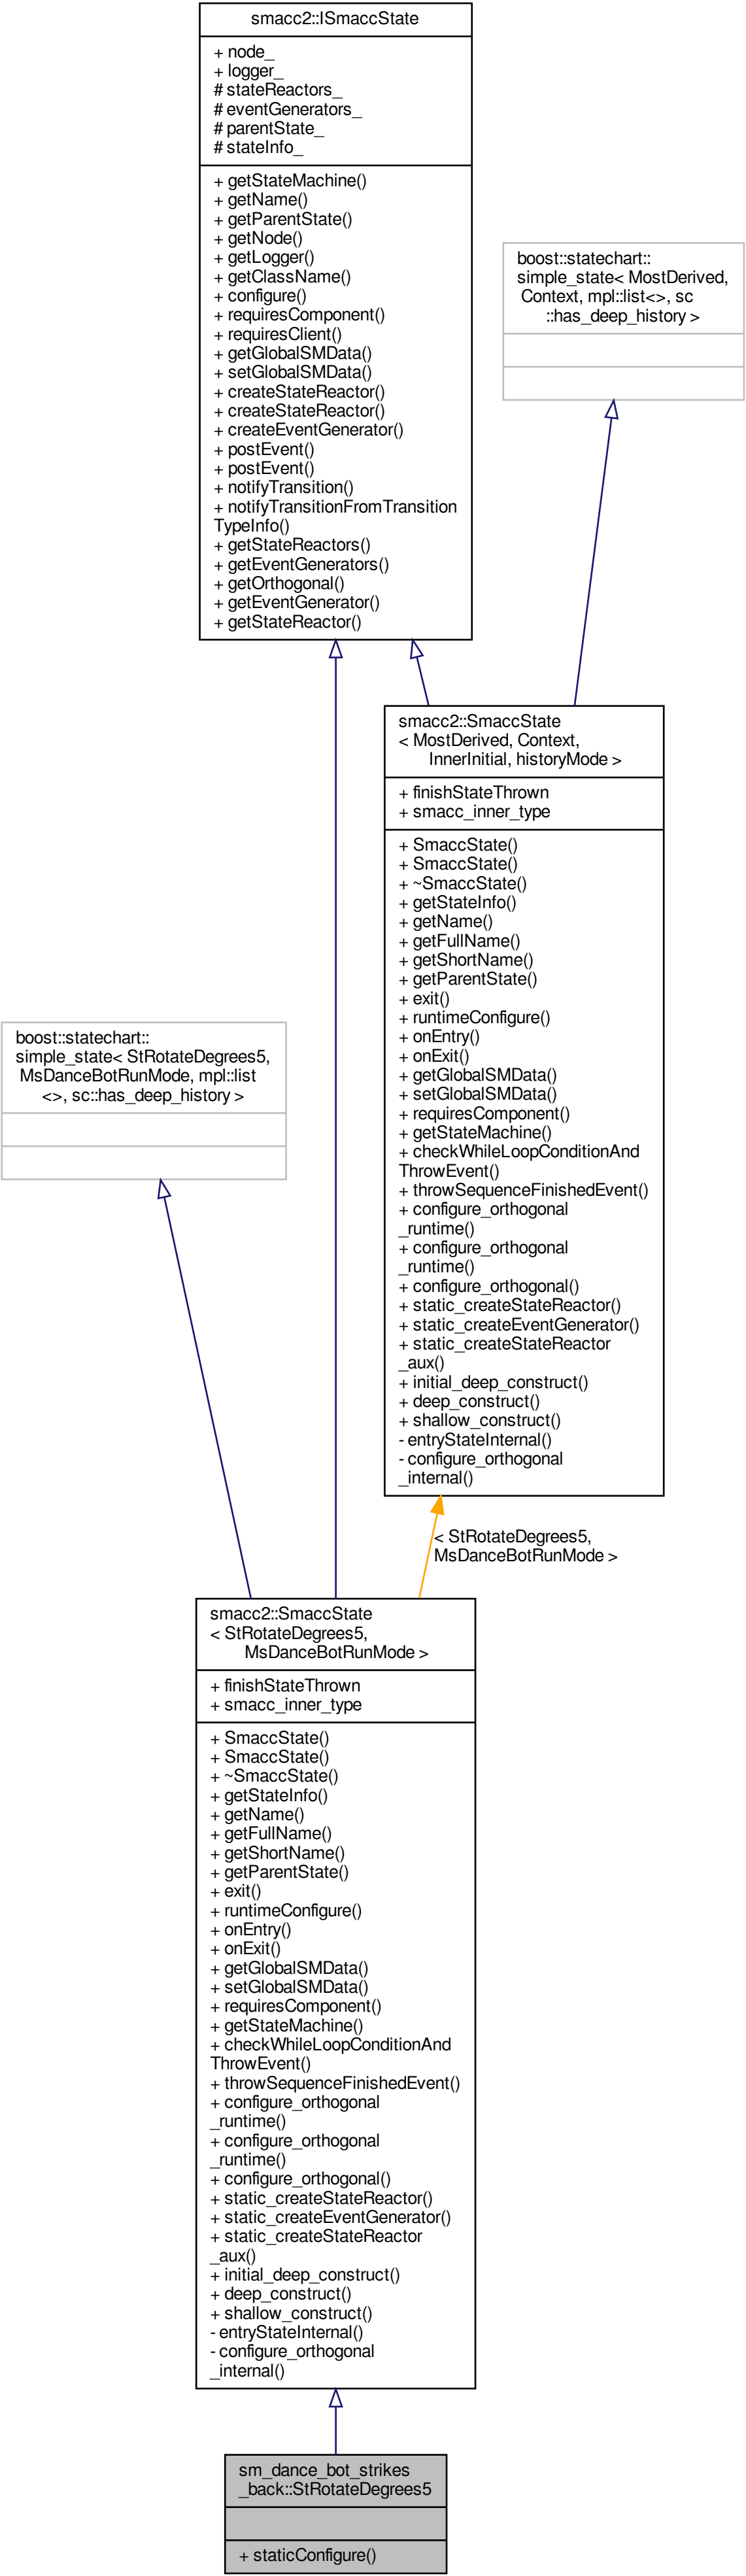 smacc2::ISmaccState
+ node_
+ logger_
# stateReactors_
# eventGenerators_
# parentState_
# stateInfo_
+ getStateMachine()
+ getName()
+ getParentState()
+ getNode()
+ getLogger()
+ getClassName()
+ configure()
+ requiresComponent()
+ requiresClient()
+ getGlobalSMData()
+ setGlobalSMData()
+ createStateReactor()
+ createStateReactor()
+ createEventGenerator()
+ postEvent()
+ postEvent()
+ notifyTransition()
+ notifyTransitionFromTransition
TypeInfo()
+ getStateReactors()
+ getEventGenerators()
+ getOrthogonal()
+ getEventGenerator()
+ getStateReactor()
boost::statechart::
simple_state< MostDerived,
Context, mpl::list<>, sc
::has_deep_history >
smacc2::SmaccState
< MostDerived, Context,
InnerInitial, historyMode >
+ finishStateThrown
+ smacc_inner_type
+ SmaccState()
+ SmaccState()
+ ~SmaccState()
+ getStateInfo()
+ getName()
+ getFullName()
+ getShortName()
+ getParentState()
+ exit()
+ runtimeConfigure()
+ onEntry()
+ onExit()
+ getGlobalSMData()
+ setGlobalSMData()
+ requiresComponent()
+ getStateMachine()
+ checkWhileLoopConditionAnd
ThrowEvent()
+ throwSequenceFinishedEvent()
+ configure_orthogonal
_runtime()
+ configure_orthogonal
_runtime()
+ configure_orthogonal()
+ static_createStateReactor()
+ static_createEventGenerator()
+ static_createStateReactor
_aux()
+ initial_deep_construct()
+ deep_construct()
+ shallow_construct()
- entryStateInternal()
- configure_orthogonal
_internal()
boost::statechart::
simple_state< StRotateDegrees5,
MsDanceBotRunMode, mpl::list
<>, sc::has_deep_history >
< StRotateDegrees5,
MsDanceBotRunMode >
smacc2::SmaccState
< StRotateDegrees5,
MsDanceBotRunMode >
+ finishStateThrown
+ smacc_inner_type
+ SmaccState()
+ SmaccState()
+ ~SmaccState()
+ getStateInfo()
+ getName()
+ getFullName()
+ getShortName()
+ getParentState()
+ exit()
+ runtimeConfigure()
+ onEntry()
+ onExit()
+ getGlobalSMData()
+ setGlobalSMData()
+ requiresComponent()
+ getStateMachine()
+ checkWhileLoopConditionAnd
ThrowEvent()
+ throwSequenceFinishedEvent()
+ configure_orthogonal
_runtime()
+ configure_orthogonal
_runtime()
+ configure_orthogonal()
+ static_createStateReactor()
+ static_createEventGenerator()
+ static_createStateReactor
_aux()
+ initial_deep_construct()
+ deep_construct()
+ shallow_construct()
- entryStateInternal()
- configure_orthogonal
_internal()
sm_dance_bot_strikes
_back::StRotateDegrees5
+ staticConfigure()